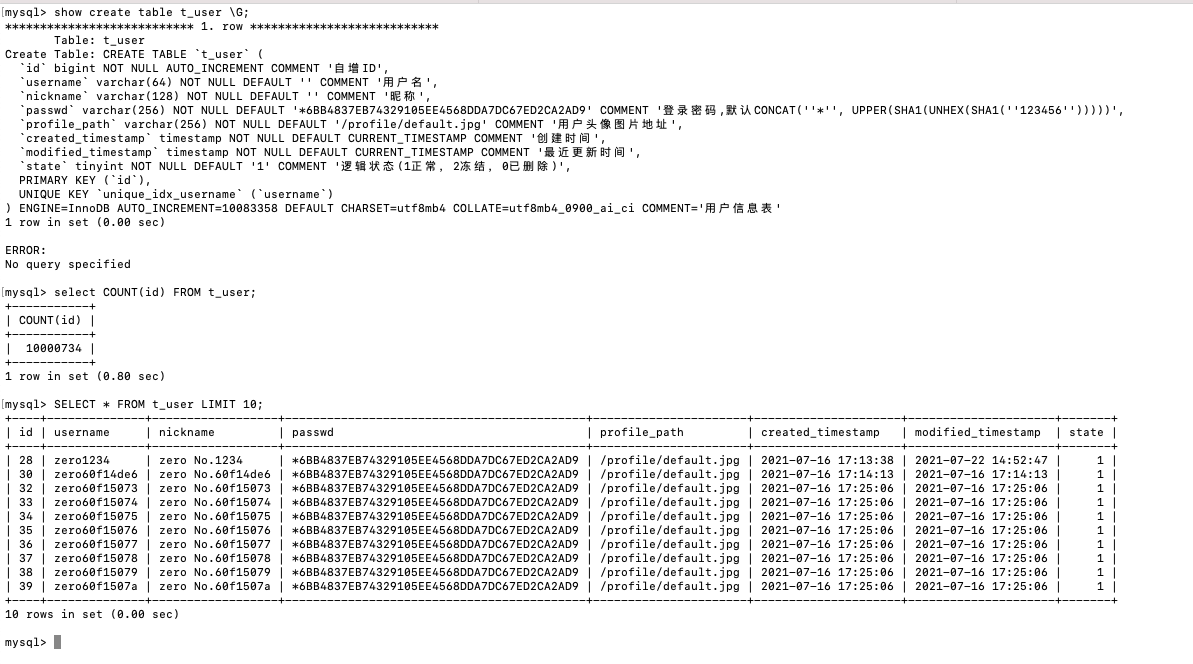 [mysql> show create table t_user \G;
*************************** 1. row ***************************
       Table: t_user
Create Table: CREATE TABLE `t_user` (
  `id` bigint NOT NULL AUTO_INCREMENT COMMENT '自增ID',
  `username` varchar(64) NOT NULL DEFAULT '' COMMENT '用户名',
  `nickname` varchar(128) NOT NULL DEFAULT '' COMMENT '昵称',
  `passwd` varchar(256) NOT NULL DEFAULT '*6BB4837EB74329105EE4568DDA7DC67ED2CA2AD9' COMMENT '登录密码,默认CONCAT(''*'', UPPER(SHA1(UNHEX(SHA1(''123456'')))))',
  `profile_path` varchar(256) NOT NULL DEFAULT '/profile/default.jpg' COMMENT '用户头像图片地址',
  `created_timestamp` timestamp NOT NULL DEFAULT CURRENT_TIMESTAMP COMMENT '创建时间',
  `modified_timestamp` timestamp NOT NULL DEFAULT CURRENT_TIMESTAMP COMMENT '最近更新时间',
  `state` tinyint NOT NULL DEFAULT '1' COMMENT '逻辑状态(1正常, 2冻结, 0已删除)',
  PRIMARY KEY (`id`),
  UNIQUE KEY `unique_idx_username` (`username`)
) ENGINE=InnoDB AUTO_INCREMENT=10083358 DEFAULT CHARSET=utf8mb4 COLLATE=utf8mb4_0900_ai_ci COMMENT='用户信息表'
1 row in set (0.00 sec)
ERROR:
No query specified
[mysql> select COUNT(id) FROM t_user;
+-----------+
| COUNT(id) |
+-----------+
|  10000734 |
+-----------+
1 row in set (0.80 sec)
[mysql> SELECT * FROM t_user LIMIT 10;
+----+--------------+-----------------+-------------------------------------------+----------------------+---------------------+---------------------+-------+
| id | username     | nickname        | passwd                                    | profile_path         | created_timestamp   | modified_timestamp  | state |
+----+--------------+-----------------+-------------------------------------------+----------------------+---------------------+---------------------+-------+
| 28 | zero1234     | zero No.1234    | *6BB4837EB74329105EE4568DDA7DC67ED2CA2AD9 | /profile/default.jpg | 2021-07-16 17:13:38 | 2021-07-22 14:52:47 |     1 |
| 30 | zero60f14de6 | zero No.60f14de6 | *6BB4837EB74329105EE4568DDA7DC67ED2CA2AD9 | /profile/default.jpg | 2021-07-16 17:14:13 | 2021-07-16 17:14:13 |     1 |
| 32 | zero60f15073 | zero No.60f15073 | *6BB4837EB74329105EE4568DDA7DC67ED2CA2AD9 | /profile/default.jpg | 2021-07-16 17:25:06 | 2021-07-16 17:25:06 |     1 |
| 33 | zero60f15074 | zero No.60f15074 | *6BB4837EB74329105EE4568DDA7DC67ED2CA2AD9 | /profile/default.jpg | 2021-07-16 17:25:06 | 2021-07-16 17:25:06 |     1 |
| 34 | zero60f15075 | zero No.60f15075 | *6BB4837EB74329105EE4568DDA7DC67ED2CA2AD9 | /profile/default.jpg | 2021-07-16 17:25:06 | 2021-07-16 17:25:06 |     1 |
| 35 | zero60f15076 | zero No.60f15076 | *6BB4837EB74329105EE4568DDA7DC67ED2CA2AD9 | /profile/default.jpg | 2021-07-16 17:25:06 | 2021-07-16 17:25:06 |     1 |
| 36 | zero60f15077 | zero No.60f15077 | *6BB4837EB74329105EE4568DDA7DC67ED2CA2AD9 | /profile/default.jpg | 2021-07-16 17:25:06 | 2021-07-16 17:25:06 |     1 |
| 37 | zero60f15078 | zero No.60f15078 | *6BB4837EB74329105EE4568DDA7DC67ED2CA2AD9 | /profile/default.jpg | 2021-07-16 17:25:06 | 2021-07-16 17:25:06 |     1 |
| 38 | zero60f15079 | zero No.60f15079 | *6BB4837EB74329105EE4568DDA7DC67ED2CA2AD9 | /profile/default.jpg | 2021-07-16 17:25:06 | 2021-07-16 17:25:06 |     1 |
| 39 | zero60f1507a | zero No.60f1507a | *6BB4837EB74329105EE4568DDA7DC67ED2CA2AD9 | /profile/default.jpg | 2021-07-16 17:25:06 | 2021-07-16 17:25:06 |     1 |
+----+--------------+-----------------+-------------------------------------------+----------------------+---------------------+---------------------+-------+
10 rows in set (0.00 sec)
mysql>